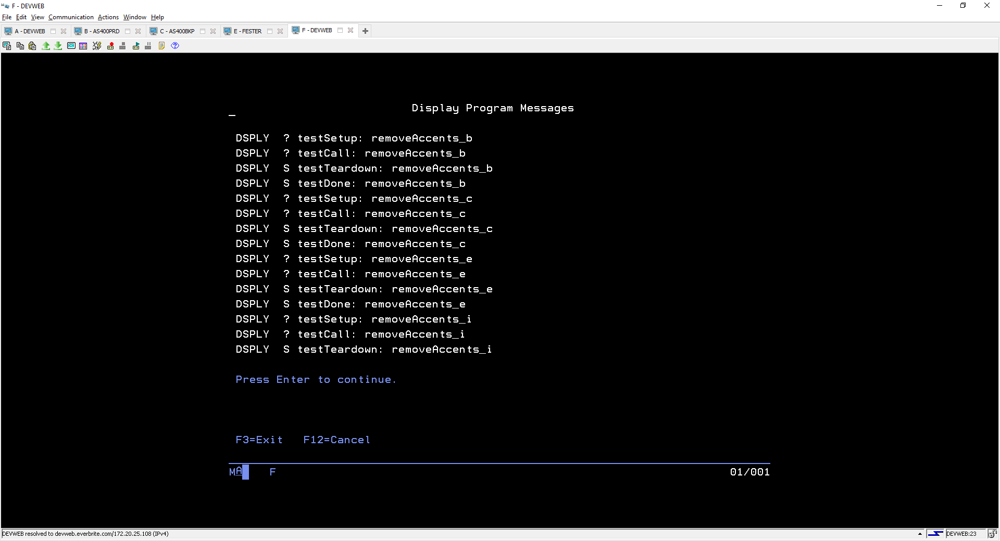 F - DEVWEB
File Edit View Communication Actions Window Help
A - DEVWEB B - AS400PRD C - AS400BKP E - FESTER F - DEVWEB
Display Program Messages
DSPLY ? testSetup: removeAccents_b
DSPLY ? testCall: removeAccents_b
DSPLY S testTeardown: removeAccents_b
DSPLY S testDone: removeAccents_b
DSPLY ? testSetup: removeAccents_c
DSPLY ? testCall: removeAccents_c
DSPLY S testTeardown: removeAccents_c
DSPLY S testDone: removeAccents_c
DSPLY ? testSetup: removeAccents_e
DSPLY ? testCall: removeAccents_e
DSPLY S testTeardown: removeAccents_e
DSPLY S testDone: removeAccents_e
DSPLY ? testSetup: removeAccents_i
DSPLY ? testCall: removeAccents_i
DSPLY S testTeardown: removeAccents_i
Press Enter to continue.
F3=Exit F12=Cancel
MA F 01/001
DEVWEB resolved to devweb.everbrite.com/172.20.25.108 (IPv4) DEVWEB:23